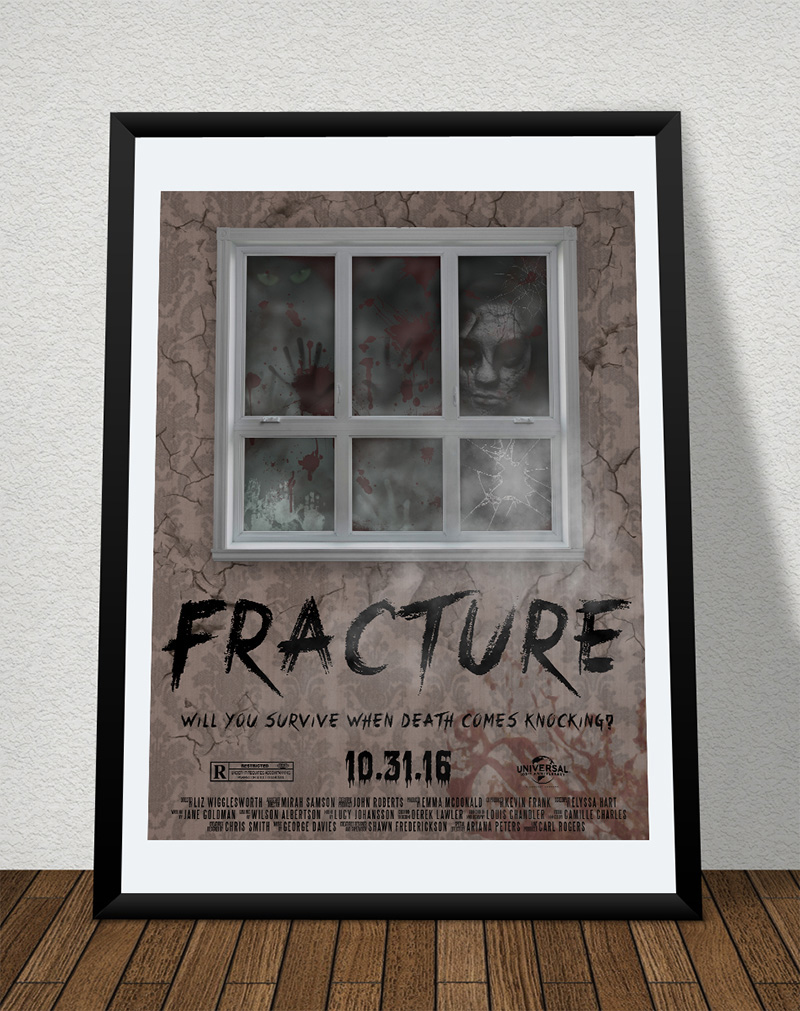 FRACTURE
WILL YOU SURVIVE WHEN DEATH COMES KNOCKING?
R RESTRICTED
10.31.16
UNIVERSAL
LIZ WIGGLESWORTH MIRAH SAMSON JOHN ROBERTS EMMA MCDONALD KEVIN FRANK ELYSSA HART
JANE GOLDMAN WILSON ALBERTSON LUCY JOHANSSON DEREK LAWLER LOUIS CHANDLER CAMILLE CHARLES
CHRIS SMITH GEORGE DAVIES SHAWN FREDERICKSON ARIANA PETERS CARL ROGERS